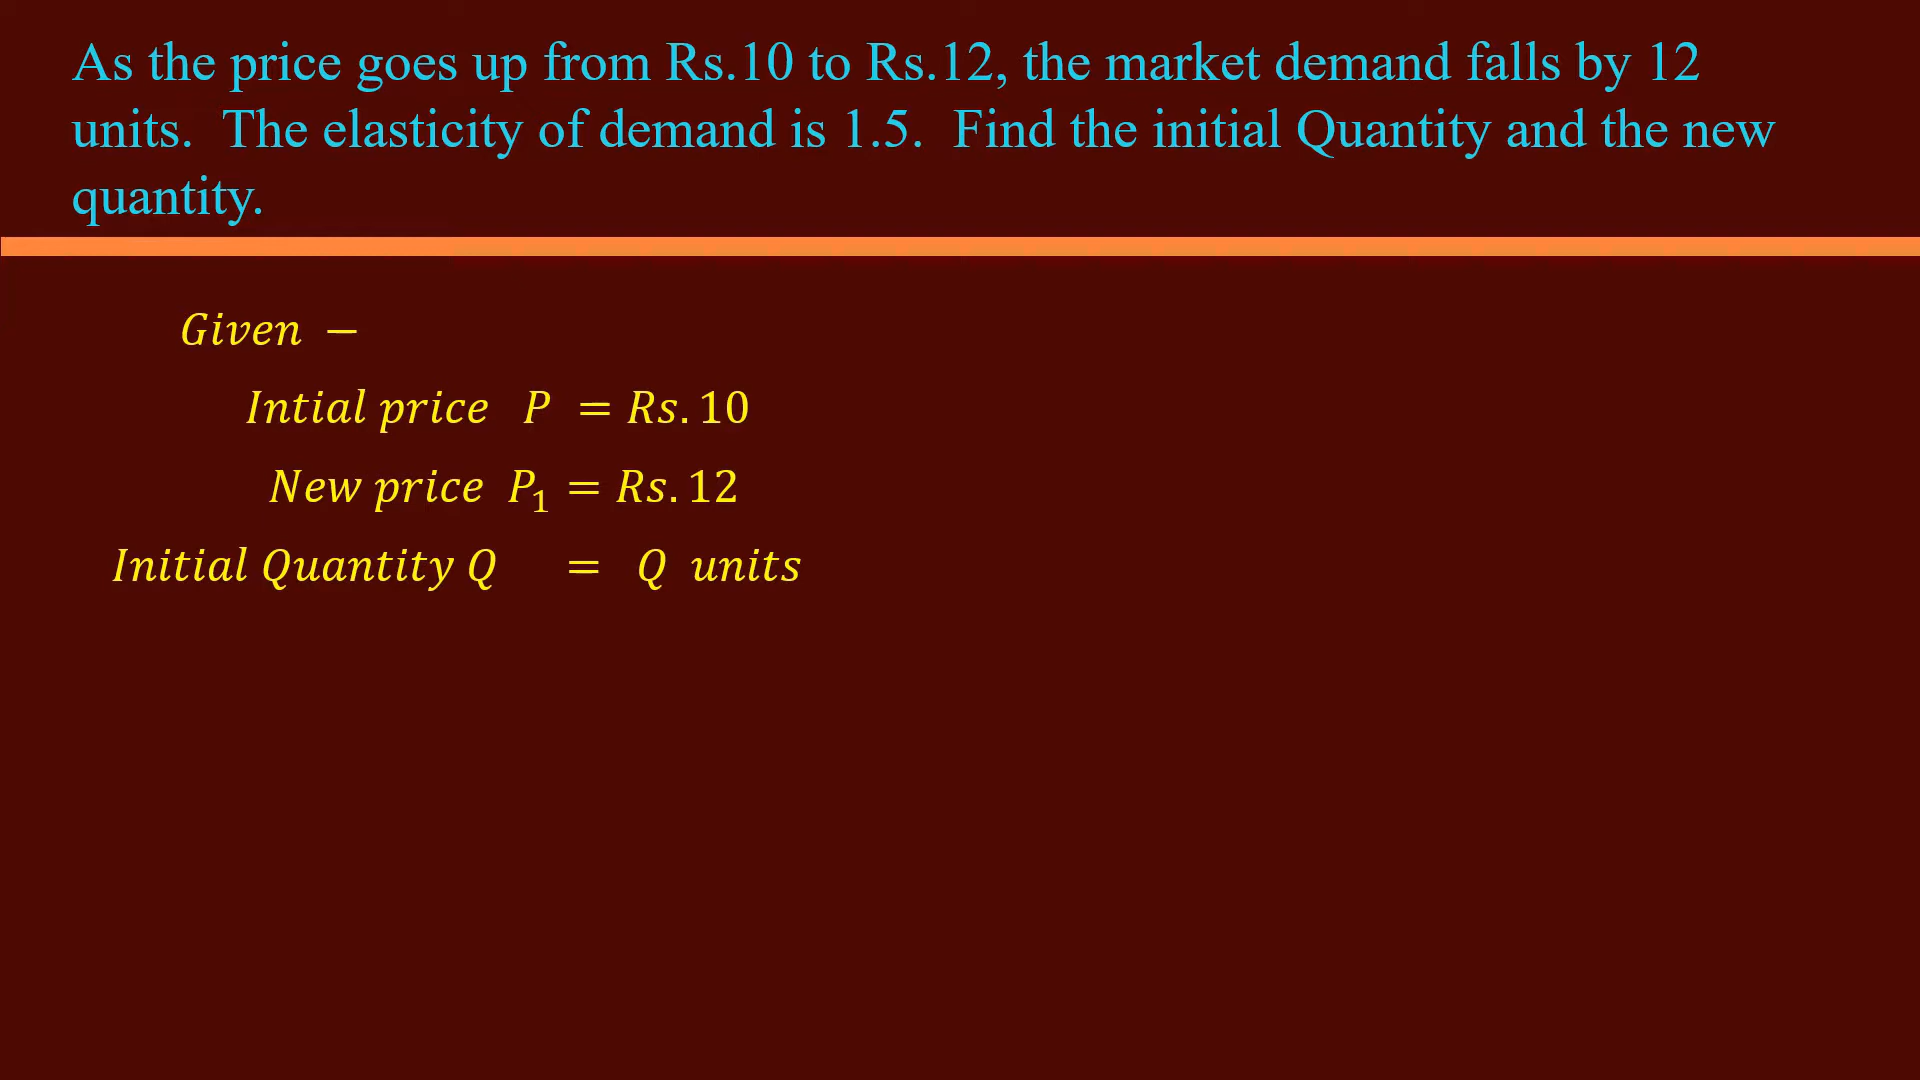 As the price goes up from Rs.10 to Rs.12, the market demand falls by 12
units.  The elasticity of demand is 1.5.  Find the initial Quantity and the new
quantity.
Given −
Intial price P = Rs. 10
New price P₁ = Rs. 12
Initial Quantity Q = Q units